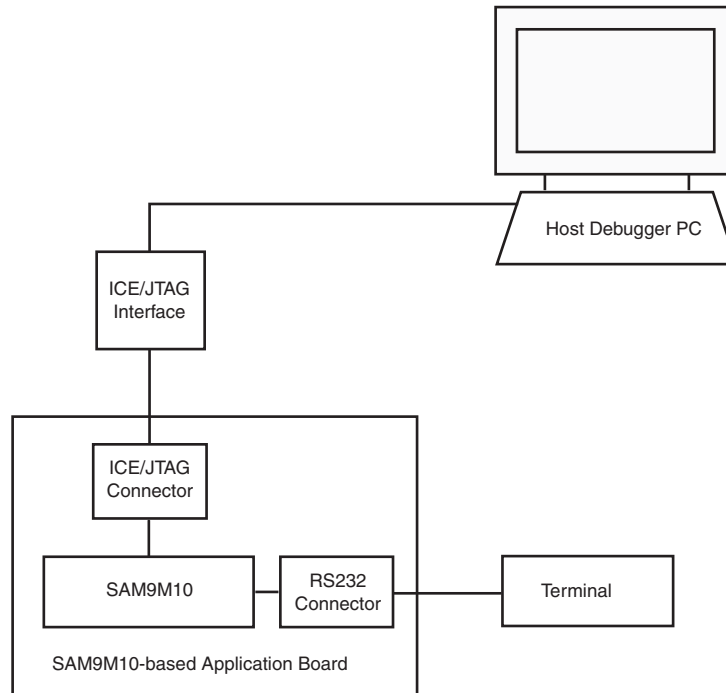 Host Debugger PC
ICE/JTAG
Interface
ICE/JTAG
Connector
SAM9M10
RS232
Connector
Terminal
SAM9M10-based Application Board